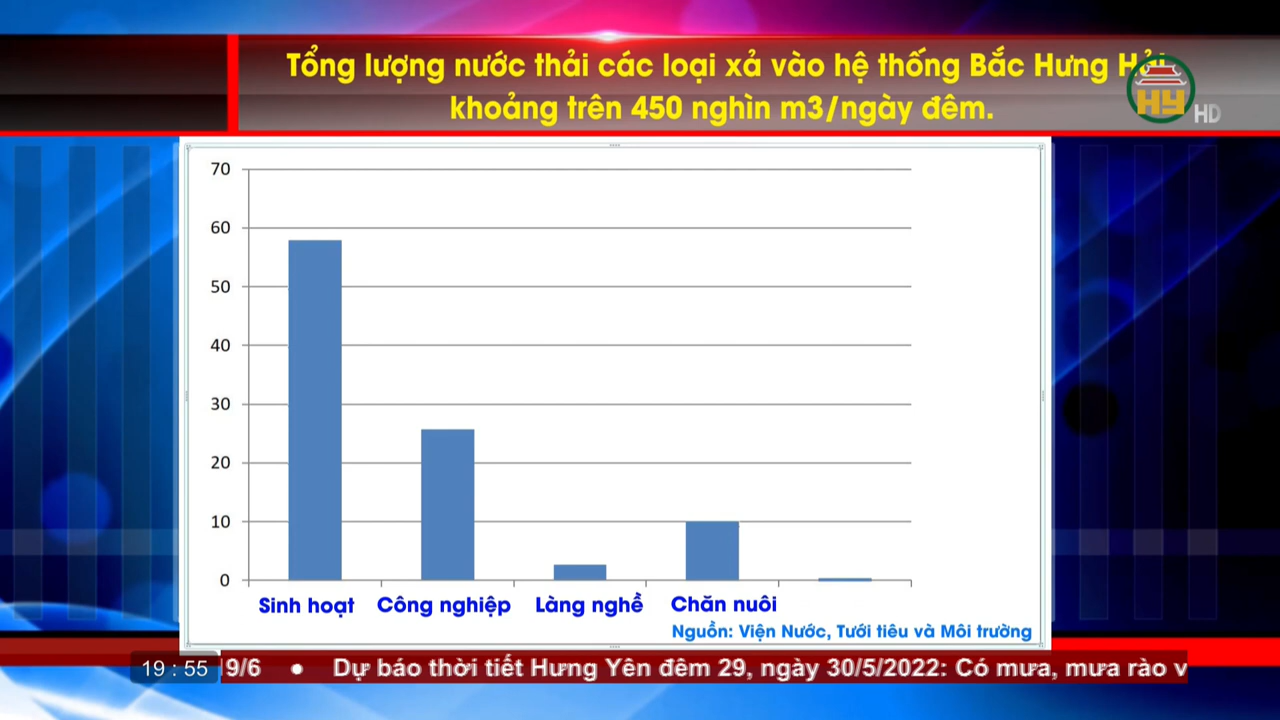 Tổng lượng nước thải các loại xả vào hệ thống Bắc Hưng Hải
khoảng trên 450 nghìn m3/ngày đêm.
HY HD
70
60
50
40
30
20
10
0
Sinh hoạt Công nghiệp Làng nghề Chăn nuôi
Nguồn: Viện Nước, Tưới tiêu và Môi trường
19 : 55 9/6 • Dự báo thời tiết Hưng Yên đêm 29, ngày 30/5/2022: Có mưa, mưa rào v